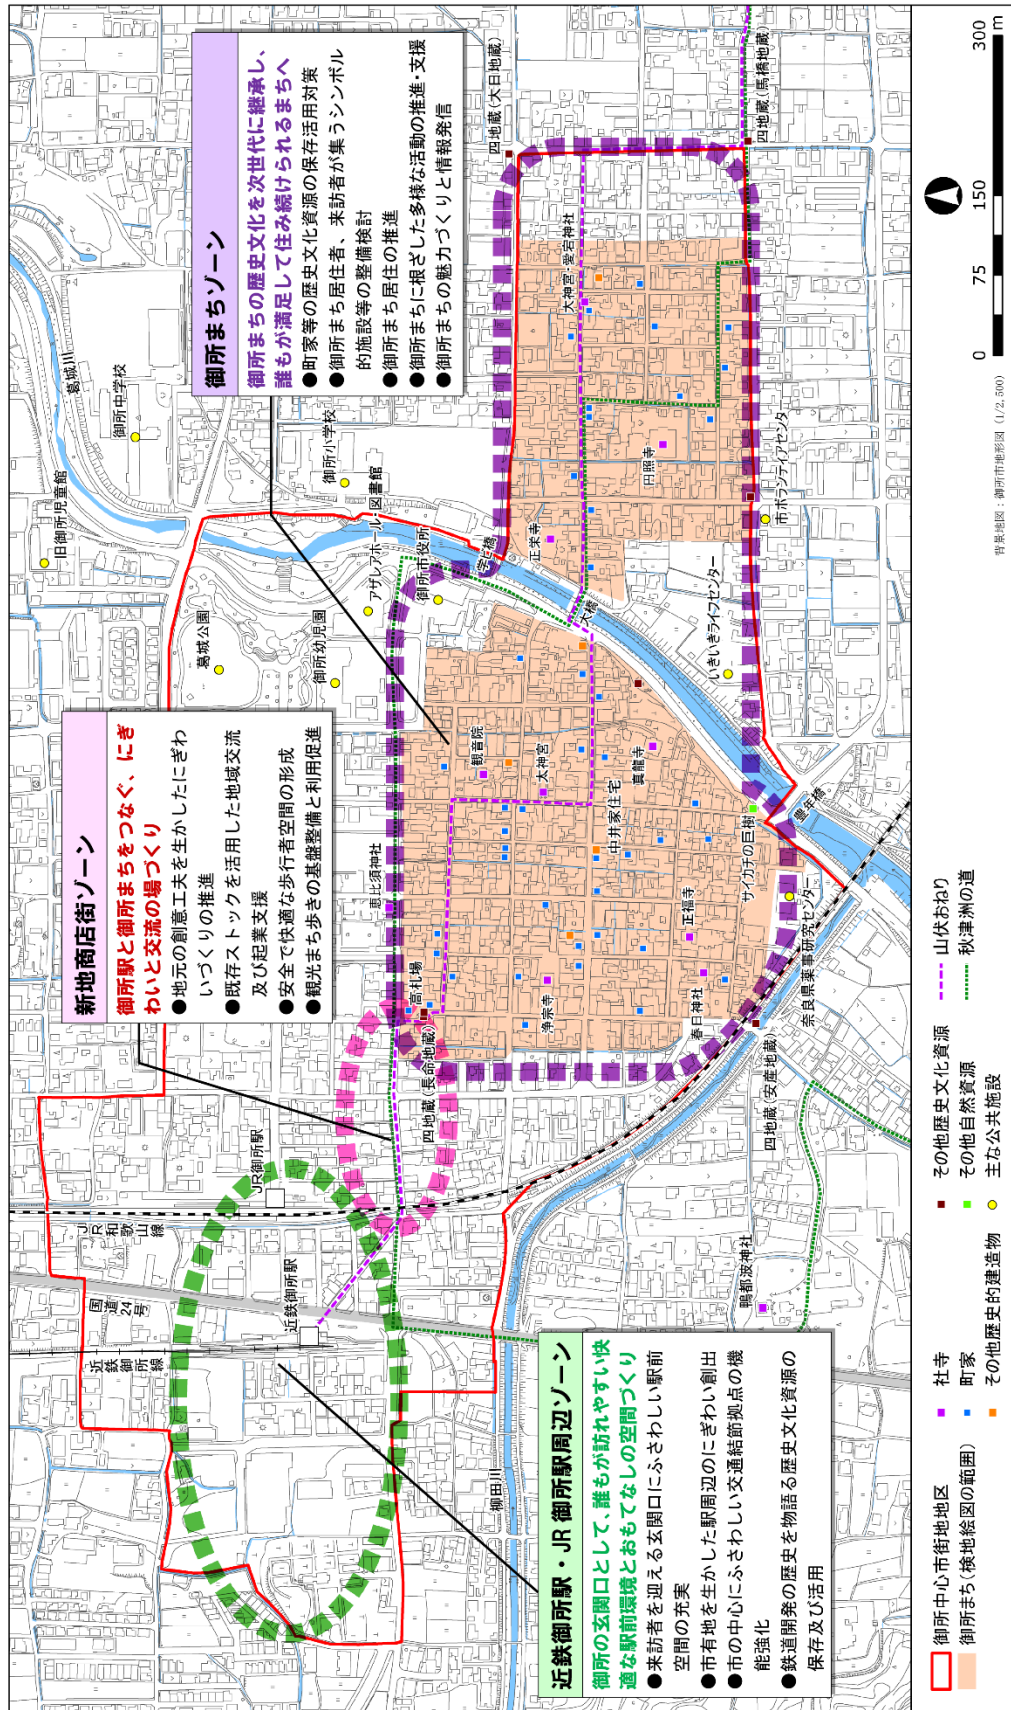 近鉄御所駅・JR 御所駅周辺ゾーン
御所の玄関口として、誰もが訪れやすい快
適な駅前環境とおもてなしの空間づくり
●来訪者を迎える玄関口にふさわしい駅前
空間の充実
●市有地を生かした駅周辺のにぎわい創出
●市の中心にふさわしい交通結節拠点の機
能強化
●鉄道開発の歴史を物語る歴史文化資源の
保存及び活用
新地商店街ゾーン
御所駅と御所まちをつなぐ、にぎ
わいと交流の場づくり
●地元の創意工夫を生かしたにぎわ
いづくりの推進
●既存ストックを活用した地域交流
及び起業支援
●安全で快適な歩行者空間の形成
●観光まち歩きの基盤整備と利用促進
御所まちゾーン
御所まちの歴史文化を次世代に継承し、
誰もが満足して住み続けられるまちへ
●町家等の歴史文化資源の保存活用対策
●御所まち居住者、来訪者が集うシンボル
的施設等の整備検討
●御所まち居住の推進
●御所まちに根ざした多様な活動の推進・支援
●御所まちの魅力づくりと情報発信
近鉄御所線
国道24号
JR和歌山線
近鉄御所駅
JR御所駅
柳田川
鴨都波神社
四地蔵(長命地蔵)
高札場
恵比須神社
四地蔵(安産地蔵)
春日神社
浄宗寺
正福寺
中井家住宅
太神宮
観音院
真龍寺
サイカチの巨樹
奈良県薬事研究センター
豊年橋
葛城公園
御所幼児園
アザレアホール・図書館
御所市役所
学び橋
大橋
いきいきライフセンター
旧御所児童館
御所中学校
御所小学校
葛城川
正栄寺
円照寺
市ボランティアセンタ
大神宮・愛宕神社
四地蔵(大日地蔵)
四地蔵(馬橋地蔵)
御所中心市街地地区
御所まち(検地絵図の範囲)
社寺
町家
その他歴史的建造物
その他歴史文化資源
その他自然資源
主な公共施設
山伏おねり
秋津洲の道
背景地図：御所市地形図 (1/2,500)
0 75 150 300
m